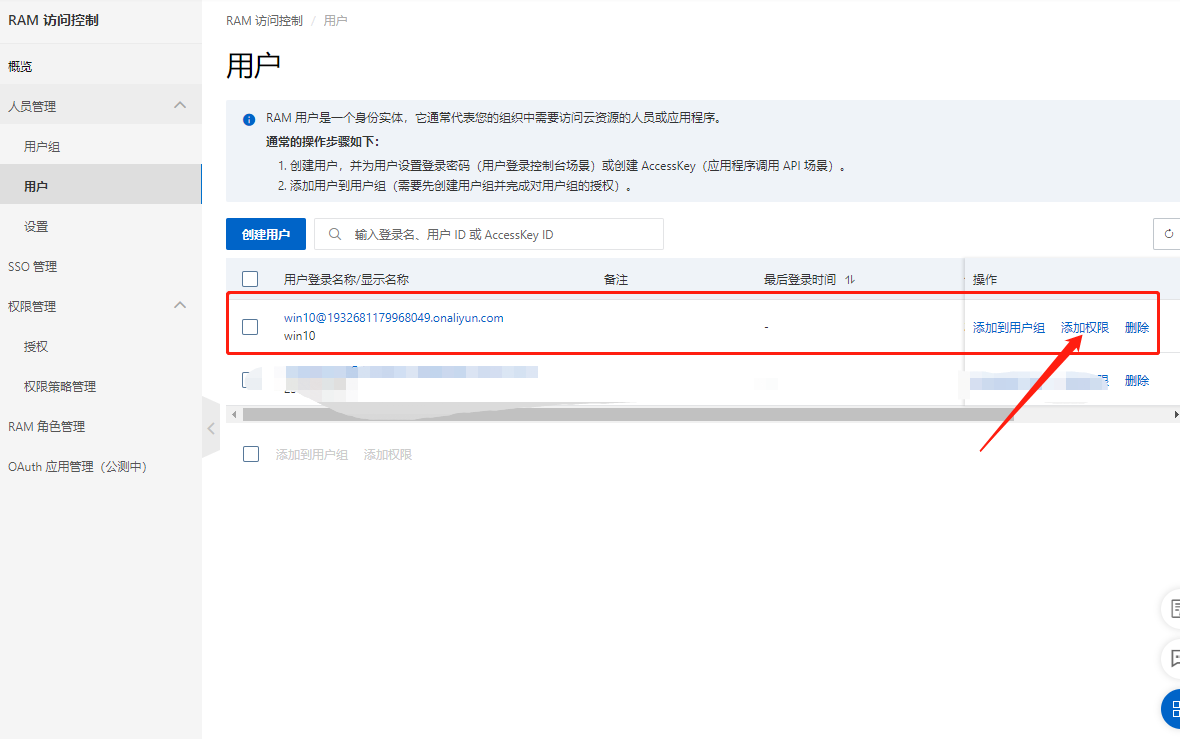 RAM 访问控制
概览
人员管理
用户组
用户
设置
SSO 管理
权限管理
授权
权限策略管理
RAM 角色管理
OAuth 应用管理（公测中）
RAM 访问控制 / 用户
用户
RAM 用户是一个身份实体，它通常代表您的组织中需要访问云资源的人员或应用程序。
通常的操作步骤如下：
1. 创建用户，并为用户设置登录密码（用户登录控制台场景）或创建 AccessKey（应用程序调用 API 场景）。
2. 添加用户到用户组（需要先创建用户组并完成对用户组的授权）。
创建用户 输入登录名、用户 ID 或 AccessKey ID
用户登录名称/显示名称 备注 最后登录时间 操作
win10@1932681179968049.onaliyun.com
win10 - 添加到用户组 添加权限 删除
删除
添加到用户组 添加权限